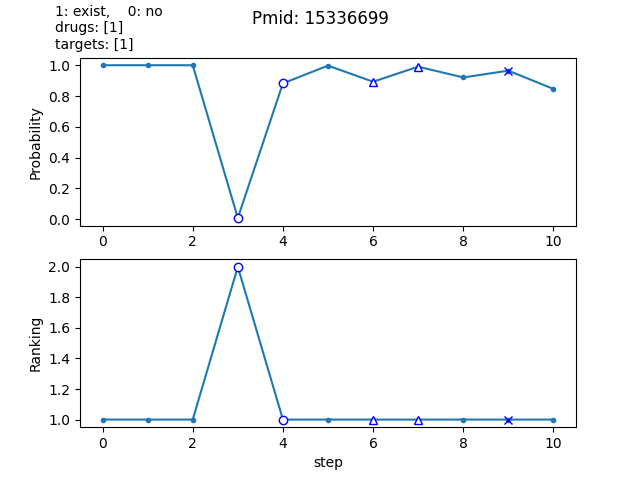 1: exist,    0: no
Pmid: 15336699
drugs: [1]
targets: [1]
Probability
1.0
0.8
0.6
0.4
0.2
0.0
0 2 4 6 8 10
Ranking
2.0
1.8
1.6
1.4
1.2
1.0
0 2 4 6 8 10
step